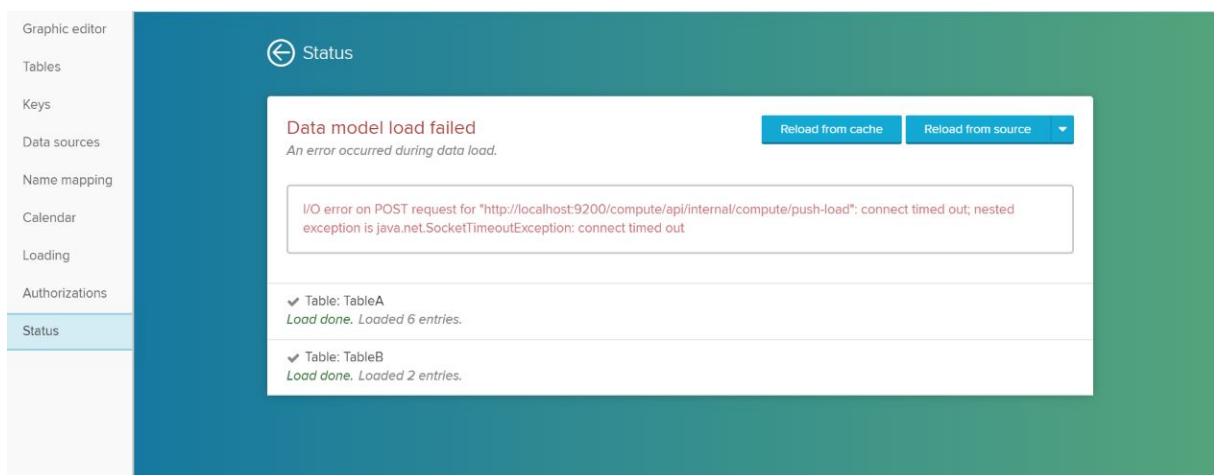 Graphic editor
Tables
Keys
Data sources
Name mapping
Calendar
Loading
Authorizations
Status
Status
Data model load failed
An error occurred during data load.
Reload from cache
Reload from source
I/O error on POST request for "http://localhost:9200/compute/api/internal/compute/push-load": connect timed out; nested
exception is java.net.SocketTimeoutException: connect timed out
Table: TableA
Load done. Loaded 6 entries.
Table: TableB
Load done. Loaded 2 entries.